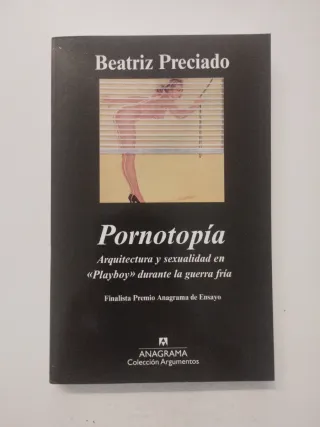 Beatriz Preciado
Pornotopía
Arquitectura y sexualidad en
«Playboy» durante la guerra fría
Finalista Premio Anagrama de Ensayo
A
ANAGRAMA
Colección Argumentos